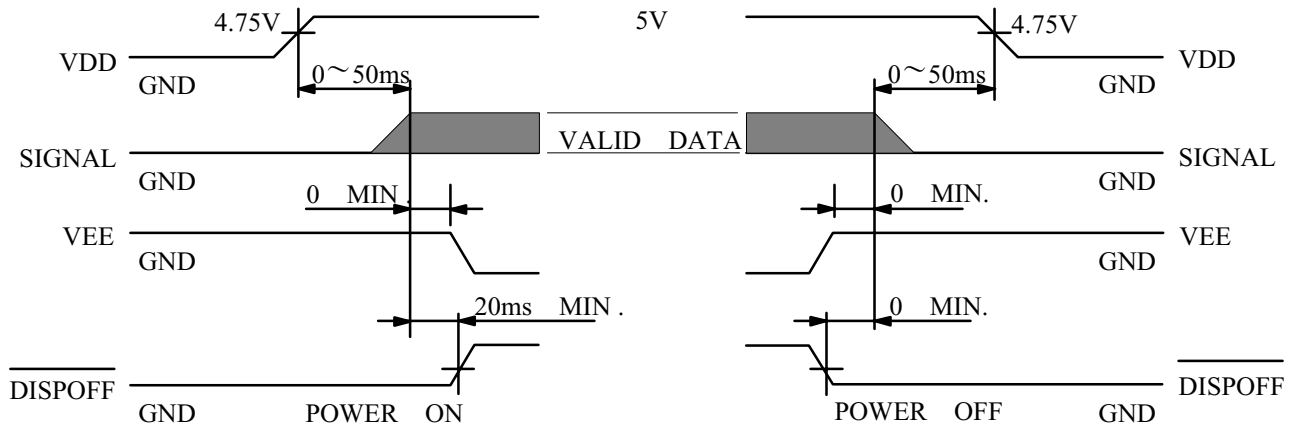 4.75V 5V 4.75V
VDD GND 0～50ms 0～50ms GND VDD
VALID DATA
SIGNAL GND GND SIGNAL
0 MIN. 0 MIN.
VEE GND GND VEE
20ms MIN. 0 MIN.
DISPOFF GND GND DISPOFF
POWER ON POWER OFF